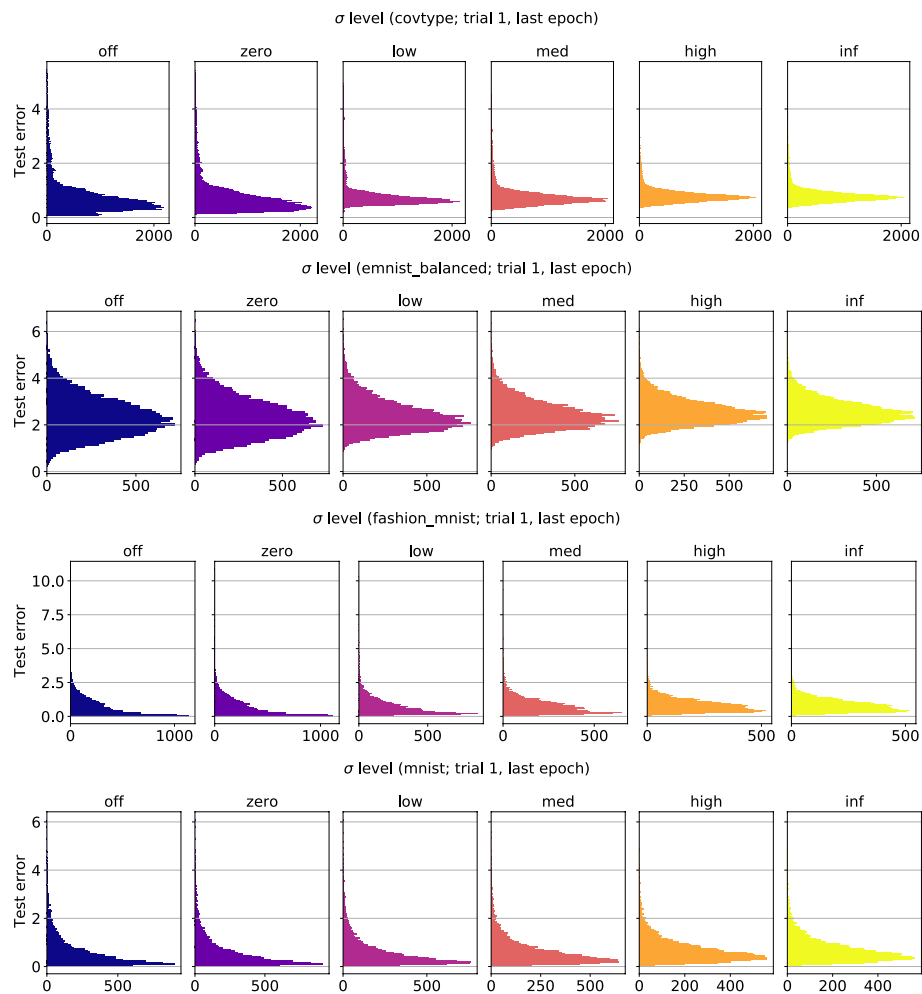 σ level (covtype; trial 1, last epoch)
off zero low med high inf
Test error
4
2
0
0 2000 0 2000 0 2000 0 2000 0 2000 0 2000
σ level (emnist_balanced; trial 1, last epoch)
off zero low med high inf
Test error
6
4
2
0
0 500 0 500 0 500 0 500 0 250 500 0 500
σ level (fashion_mnist; trial 1, last epoch)
off zero low med high inf
Test error
10.0
7.5
5.0
2.5
0.0
0 1000 0 1000 0 500 0 500 0 500 0 500
σ level (mnist; trial 1, last epoch)
off zero low med high inf
Test error
6
4
2
0
0 500 0 500 0 500 0 250 500 0 200 400 0 200 400